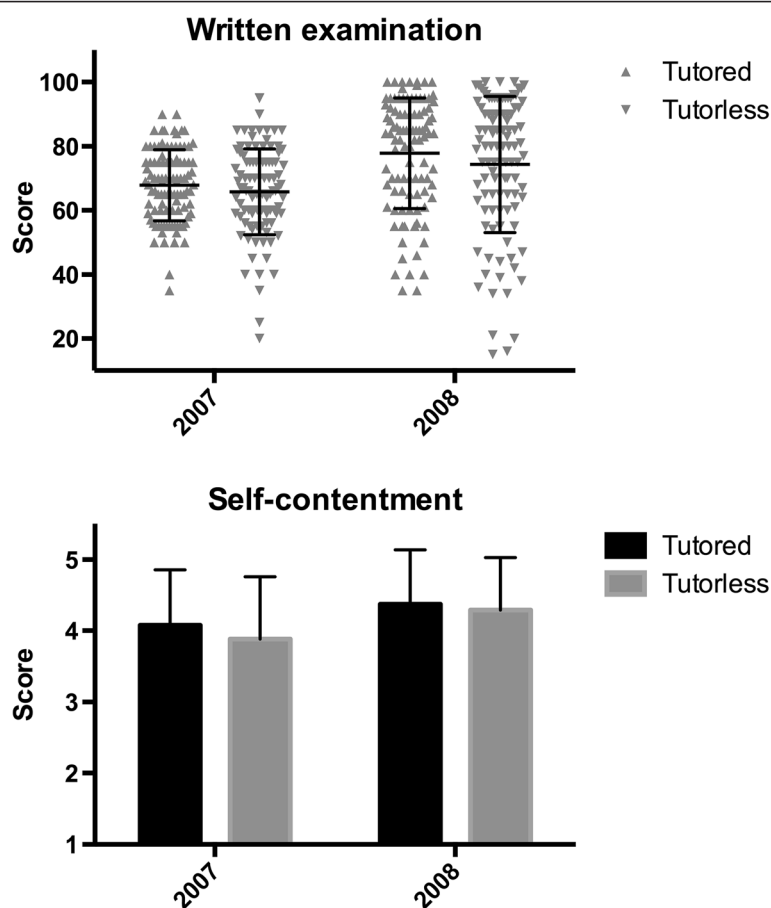 Written examination
Tutored
Tutorless
Score
100
80
60
40
20
2007
2008
Self-contentment
Tutored
Tutorless
Score
5
4
3
2
1
2007
2008